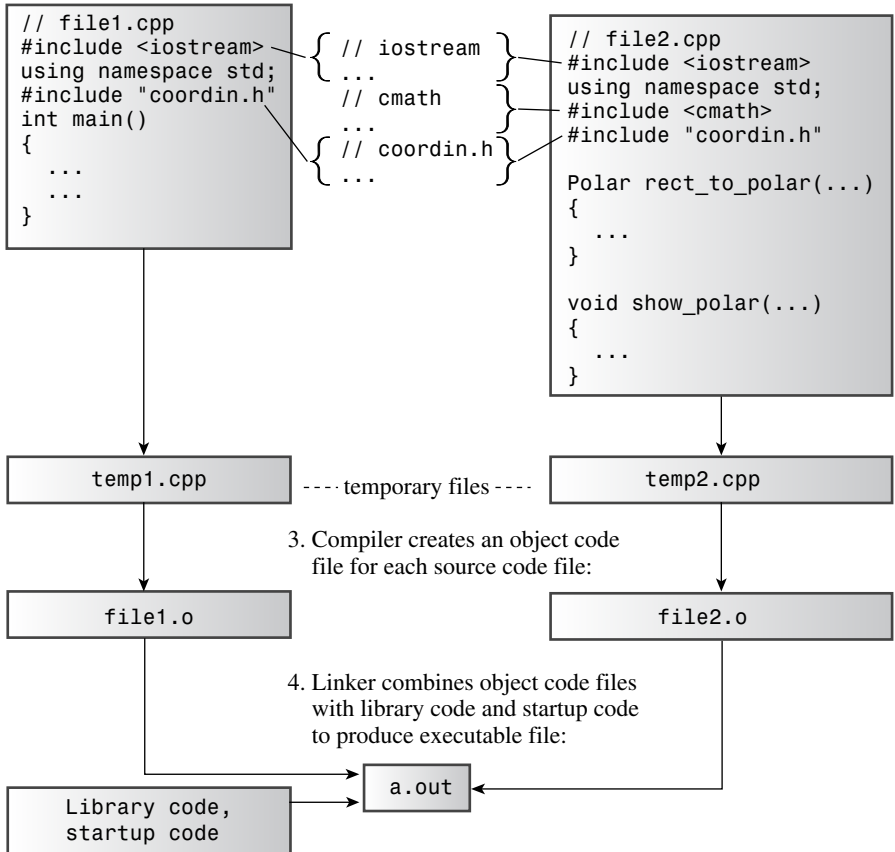 // file1.cpp
#include <iostream>
using namespace std;
#include "coordin.h"
int main()
{
...
...
}
// iostream
...
// cmath
...
// coordin.h
...
// file2.cpp
#include <iostream>
using namespace std;
#include <cmath>
#include "coordin.h"
Polar rect_to_polar(...)
{
...
}
void show_polar(...)
{
...
}
temp1.cpp
temporary files
temp2.cpp
3. Compiler creates an object code
file for each source code file:
file1.o
file2.o
4. Linker combines object code files
with library code and startup code
to produce executable file:
a.out
Library code,
startup code